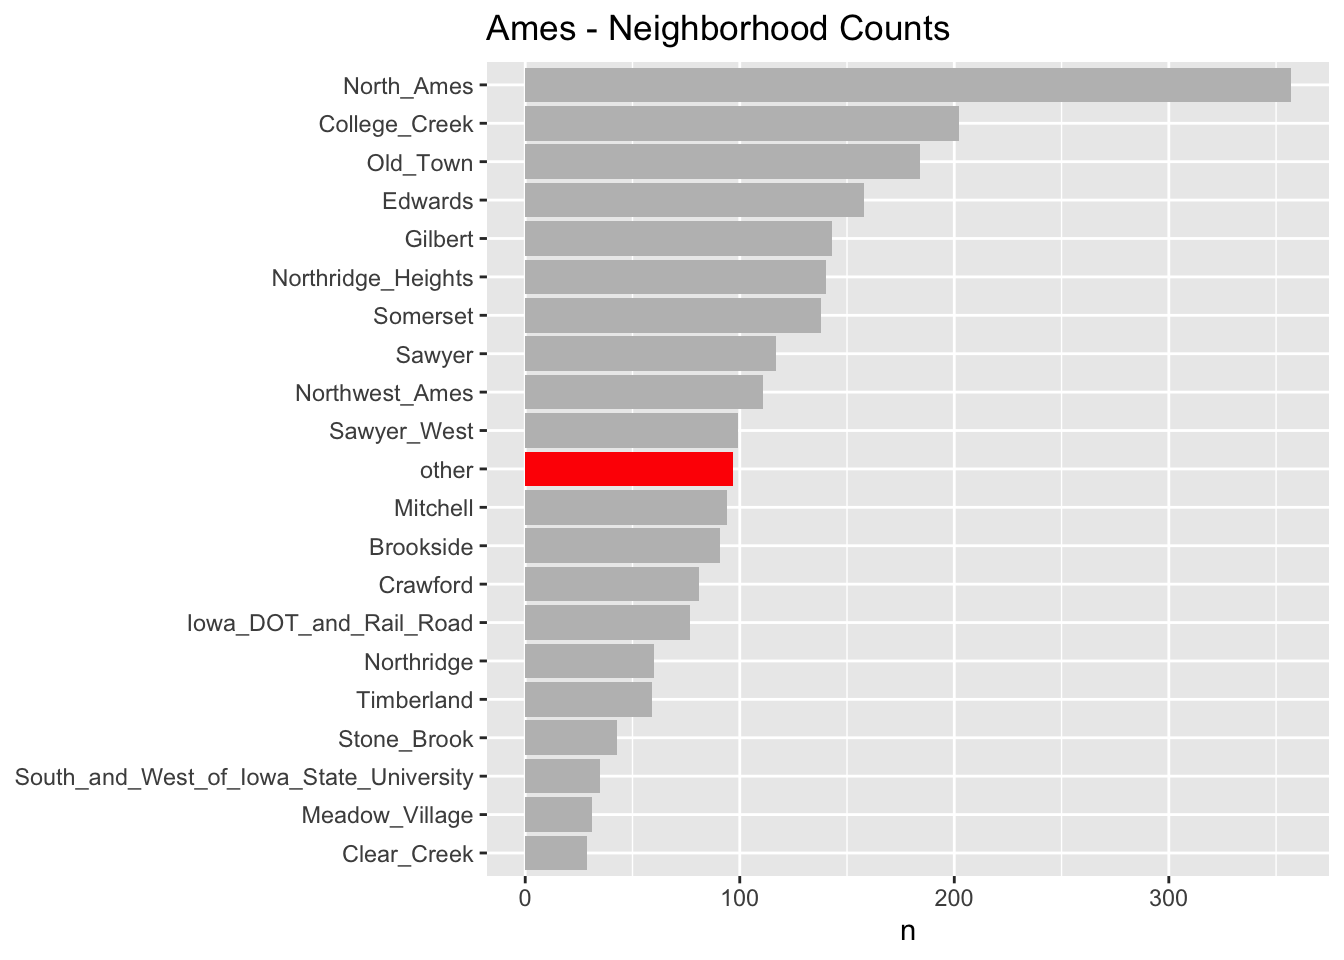 Ames - Neighborhood Counts
North_Ames
College_Creek
Old_Town
Edwards
Gilbert
Northridge_Heights
Somerset
Sawyer
Northwest_Ames
Sawyer_West
other
Mitchell
Brookside
Crawford
Iowa_DOT_and_Rail_Road
Northridge
Timberland
Stone_Brook
South_and_West_of_Iowa_State_University
Meadow_Village
Clear_Creek
0 100 200 300
n